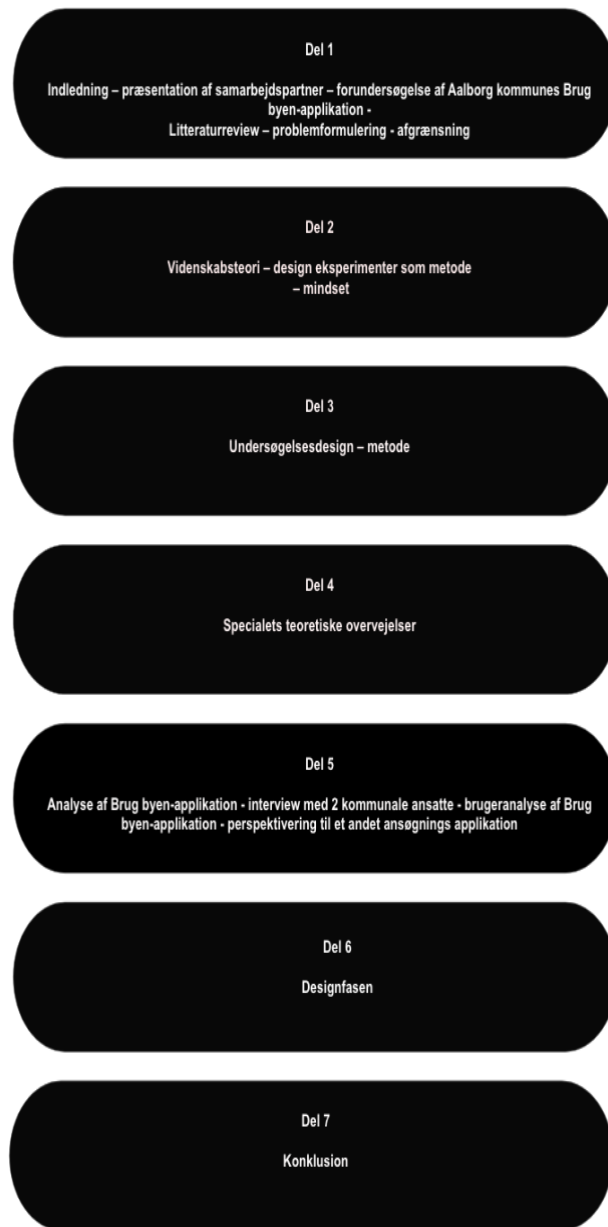 Del 1
Indledning – præsentation af samarbejdspartner – forundersøgelse af Aalborg kommunes Brug
byen-applikation -
Litteraturreview – problemformulering - afgrænsning
Del 2
Videnskabsteori – design eksperimenter som metode
– mindset
Del 3
Undersøgelsesdesign – metode
Del 4
Specialets teoretiske overvejelser
Del 5
Analyse af Brug byen-applikation - interview med 2 kommunale ansatte - brugeranalyse af Brug
byen-applikation - perspektivering til et andet ansøgnings applikation
Del 6
Designfasen
Del 7
Konklusion